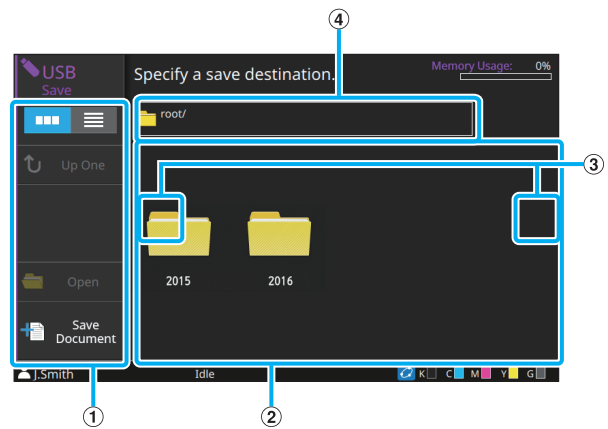 ④
USB
Save
Specify a save destination.
Memory Usage: 0%
root/
Up One
③
2015 2016
Open
Save
Document
J.Smith Idle K C M Y G
① ②